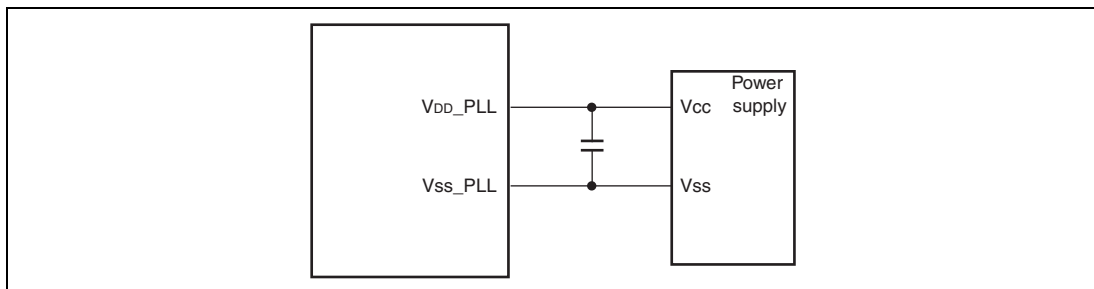 VDD_PLL
Vss_PLL
Power
supply
Vcc
Vss